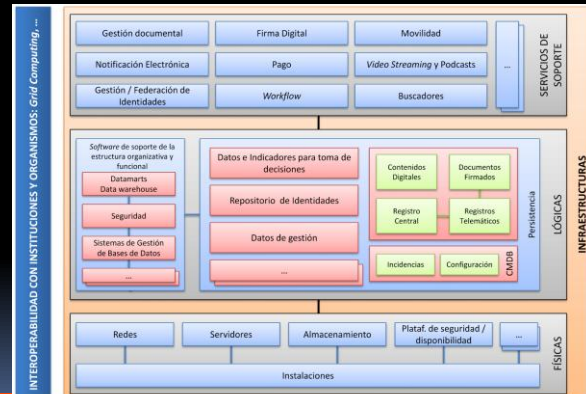 INTEROPERABILIDAD CON INSTITUCIONES Y ORGANISMOS: Grid Computing, ...
Gestión documental
Firma Digital
Movilidad
Notificación Electrónica
Pago
Video Streaming y Podcasts
Gestión / Federación de
Identidades
Workflow
Buscadores
...
SERVICIOS DE
SOPORTE
Software de soporte de la
estructura organizativa y
funcional
Datamarts
Data warehouse
Seguridad
Sistemas de Gestión
de Bases de Datos
...
Datos e Indicadores para toma de
decisiones
Repositorio de Identidades
Datos de gestión
...
Contenidos
Digitales
Documentos
Firmados
Registro
Central
Registros
Telemáticos
Incidencias
Configuración
CMDB
Persistencia
LÓGICAS
INFRAESTRUCTURAS
Redes
Servidores
Almacenamiento
Plataf. de seguridad /
disponibilidad
...
Instalaciones
FÍSICAS